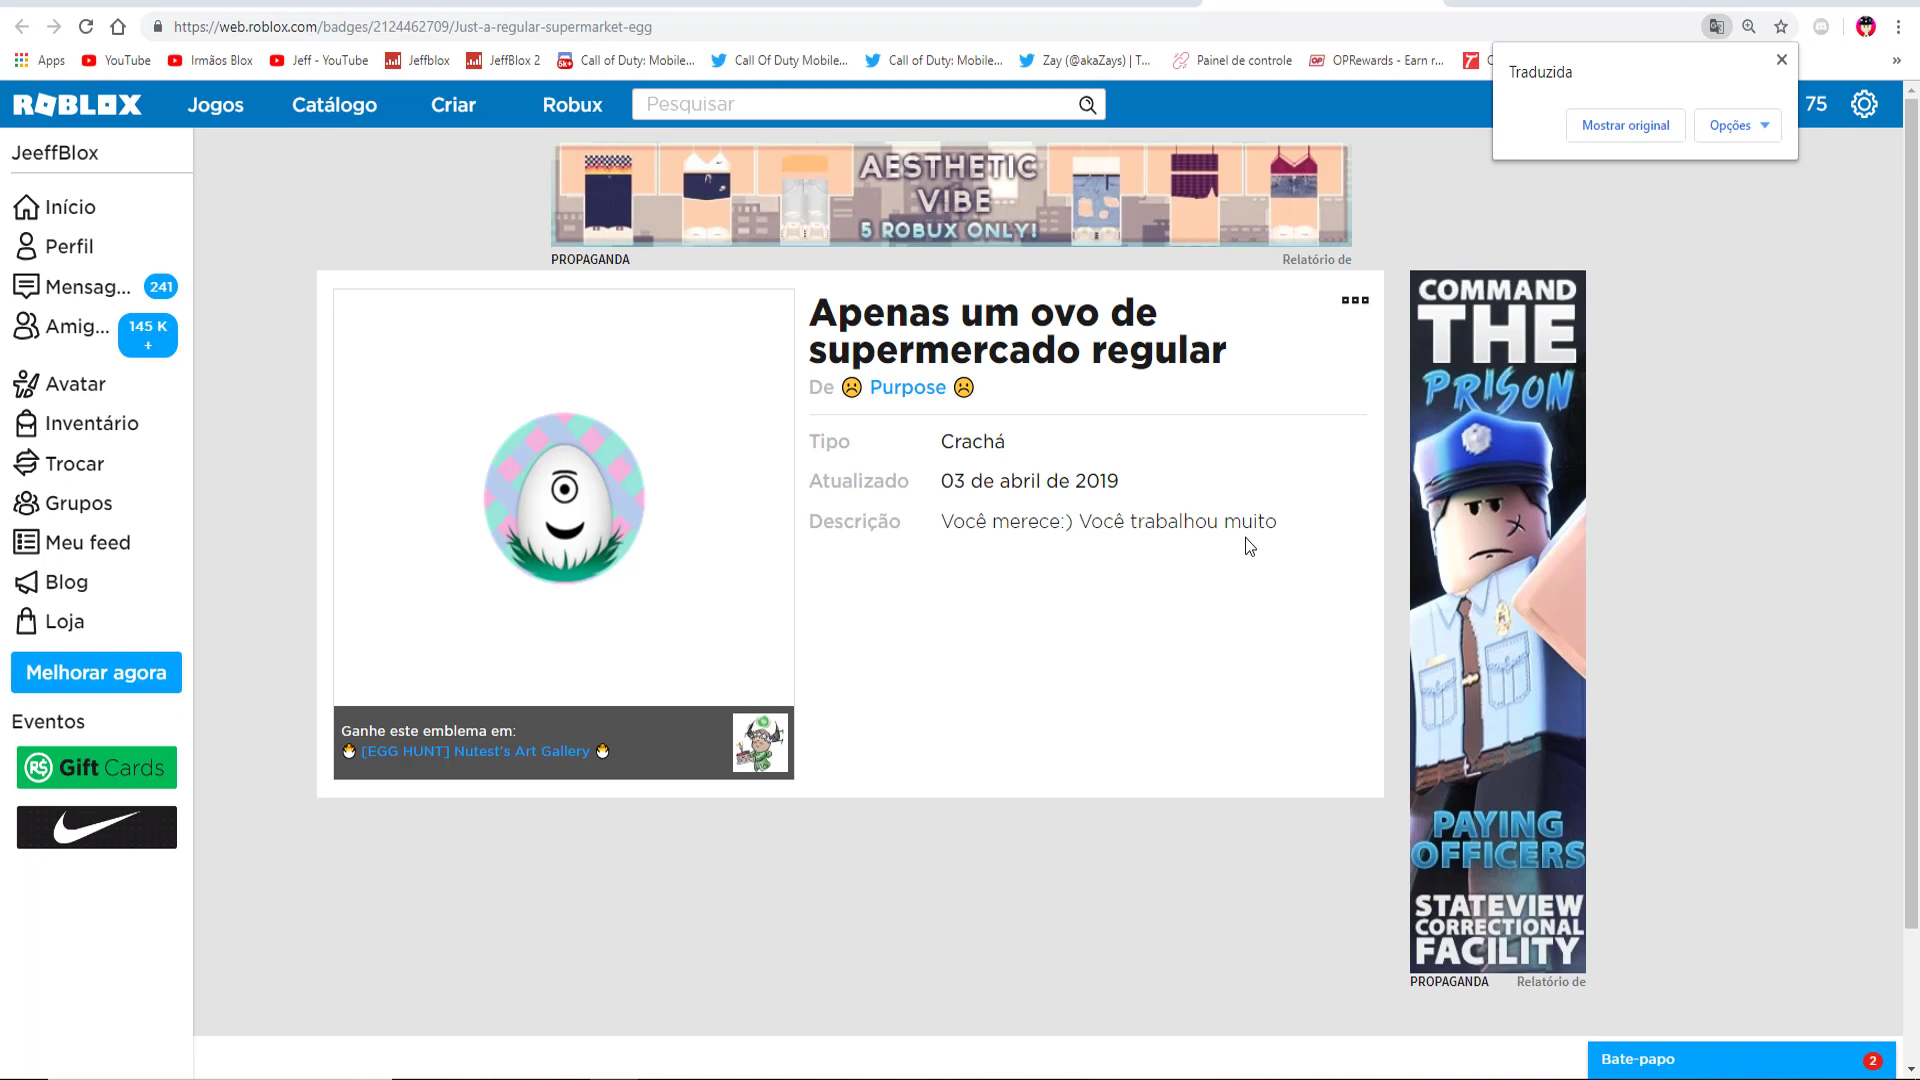 https://web.roblox.com/badges/2124462709/Just-a-regular-supermarket-egg
Apps
YouTube
Irmãos Blox
Jeff - YouTube
Jeffblox
JeffBlox 2
Call of Duty: Mobile...
Call Of Duty Mobile...
Call of Duty: Mobile...
Zay (@akaZays) | T...
Painel de controle
OPRewards - Earn r...
»
Traduzida
Mostrar original
Opções
ROBLOX
Jogos
Catálogo
Criar
Robux
Pesquisar
75
JeeffBlox
Início
Perfil
Mensag... 241
Amig... 145 K
+
Avatar
Inventário
Trocar
Grupos
Meu feed
Blog
Loja
Melhorar agora
Eventos
Gift Cards
AESTHETIC
VIBE
5 ROBUX ONLY!
PROPAGANDA
Relatório de
Apenas um ovo de
supermercado regular
De ☹️ Purpose ☹️
Tipo Crachá
Atualizado 03 de abril de 2019
Descrição Você merece:) Você trabalhou muito
Ganhe este emblema em:
🐣 [EGG HUNT] Nutest's Art Gallery 🐣
COMMAND
THE
PRISON
PAYING
OFFICERS
STATEVIEW
CORRECTIONAL
FACILITY
PROPAGANDA
Relatório de
Bate-papo
2